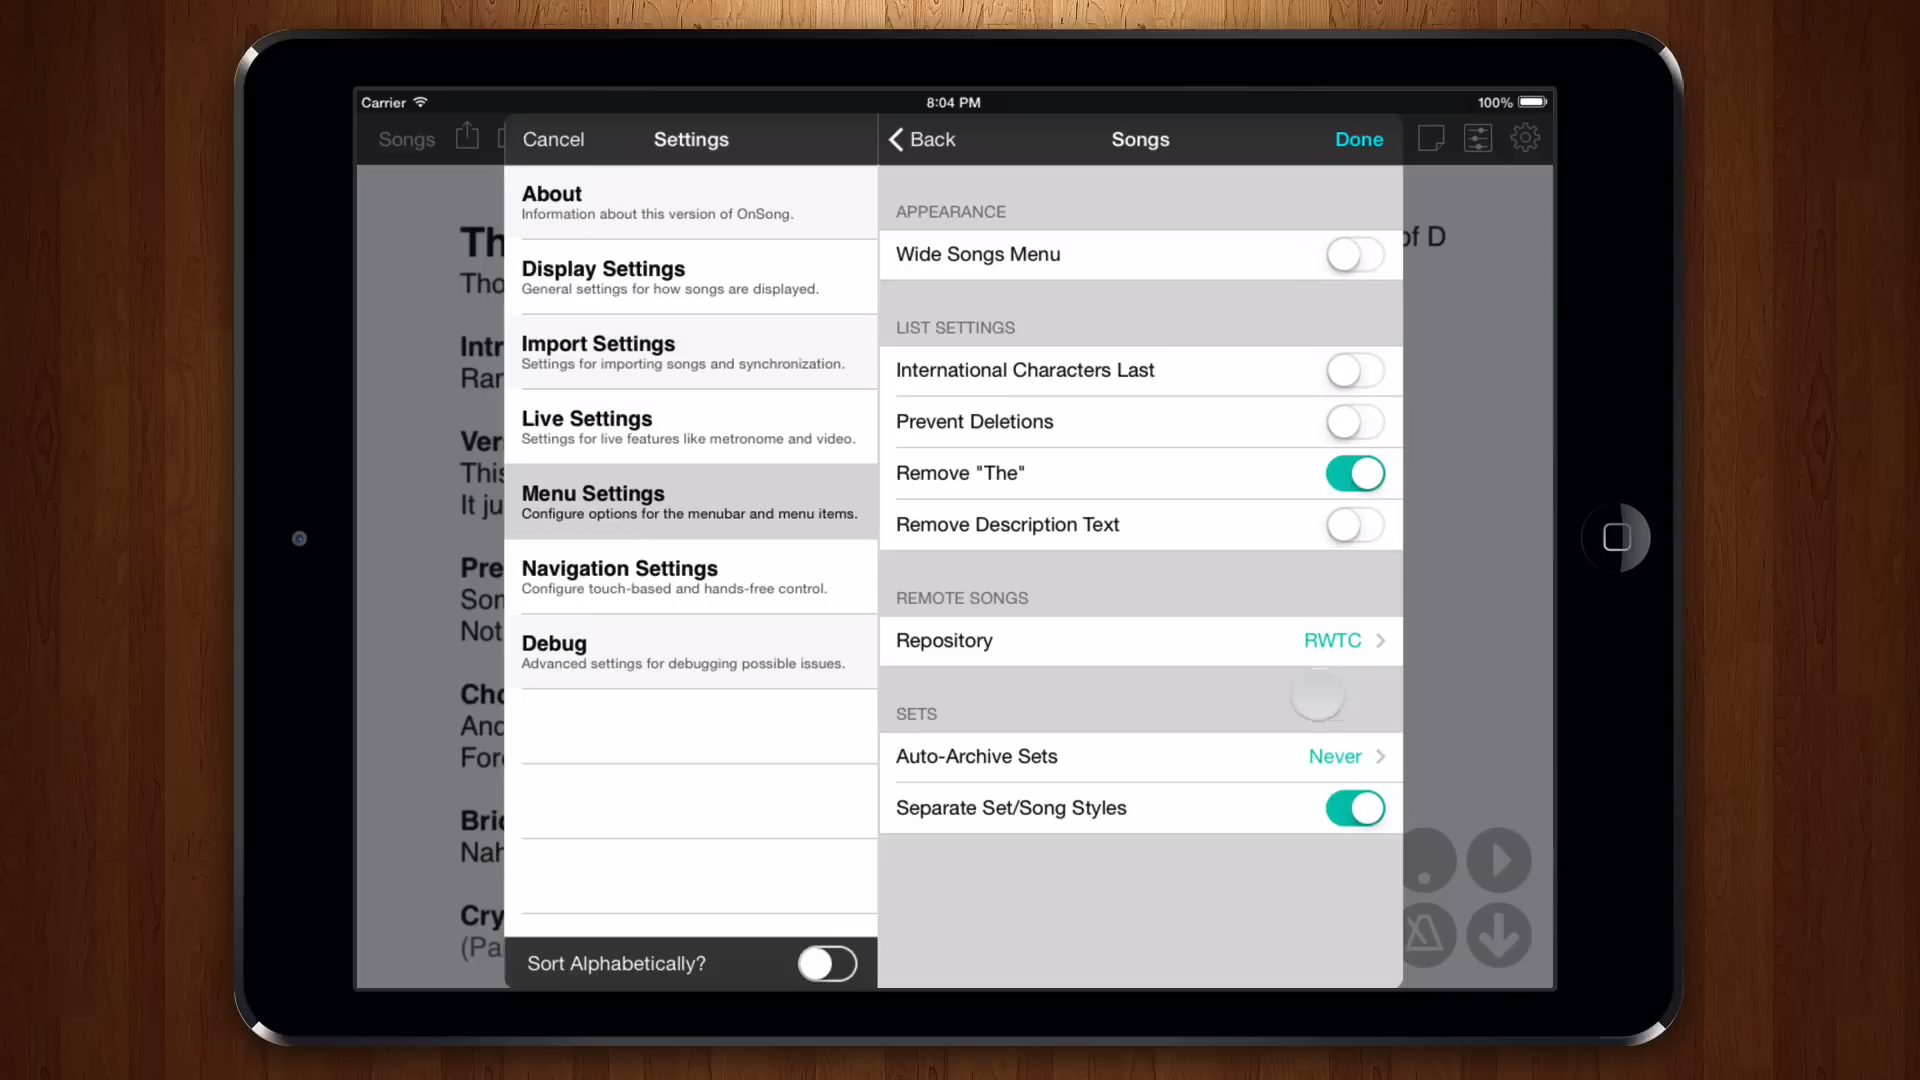 Carrier
8:04 PM
100%
Songs
Cancel
Settings
Back
Songs
Done
About
Information about this version of OnSong.
Display Settings
General settings for how songs are displayed.
Import Settings
Settings for importing songs and synchronization.
Live Settings
Settings for live features like metronome and video.
Menu Settings
Configure options for the menubar and menu items.
Navigation Settings
Configure touch-based and hands-free control.
Debug
Advanced settings for debugging possible issues.
Sort Alphabetically?
APPEARANCE
Wide Songs Menu
LIST SETTINGS
International Characters Last
Prevent Deletions
Remove "The"
Remove Description Text
REMOTE SONGS
Repository RWTC
SETS
Auto-Archive Sets Never
Separate Set/Song Styles
of D
This
It ju
Not
(Pa